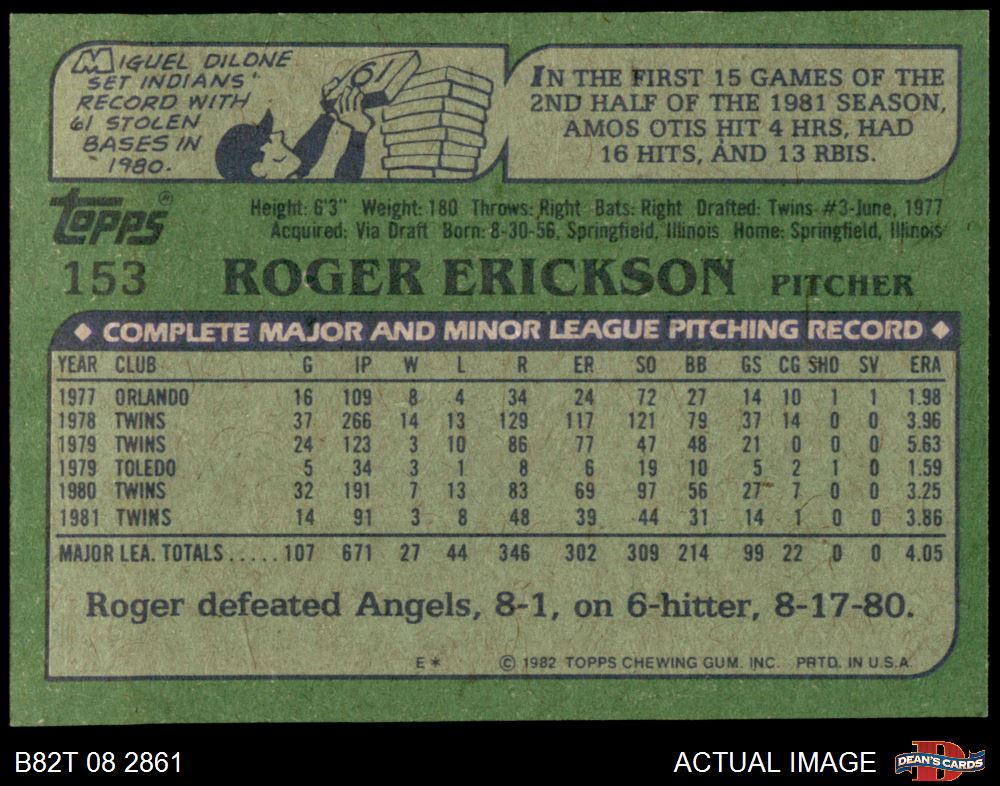 MIGUEL DILONE
SET INDIANS'
RECORD WITH
61 STOLEN
BASES IN
1980.
61
IN THE FIRST 15 GAMES OF THE
2ND HALF OF THE 1981 SEASON,
AMOS OTIS HIT 4 HRS, HAD
16 HITS, AND 13 RBIS.
Topps®
Height: 6'3" Weight: 180 Throws: Right Bats: Right Drafted: Twins #3-June, 1977
Acquired: Via Draft Born: 8-30-56, Springfield, Illinois Home: Springfield, Illinois
153 ROGER ERICKSON PITCHER
◆ COMPLETE MAJOR AND MINOR LEAGUE PITCHING RECORD ◆
YEAR CLUB G IP W L R ER SO BB GS CG SHO SV ERA
1977 ORLANDO 16 109 8 4 34 24 72 27 14 10 1 1 1.98
1978 TWINS 37 266 14 13 129 117 121 79 37 14 0 0 3.96
1979 TWINS 24 123 3 10 86 77 47 48 21 0 0 0 5.63
1979 TOLEDO 5 34 3 1 8 6 19 10 5 2 1 0 1.59
1980 TWINS 32 191 7 13 83 69 97 56 27 7 0 0 3.25
1981 TWINS 14 91 3 8 48 39 44 31 14 1 0 0 3.86
MAJOR LEA. TOTALS.....107 671 27 44 346 302 309 214 99 22 0 0 4.05
Roger defeated Angels, 8-1, on 6-hitter, 8-17-80.
E* © 1982 TOPPS CHEWING GUM. INC. PRTD. IN U.S.A.
B82T 08 2861 ACTUAL IMAGE
D
DEAN'S CARDS